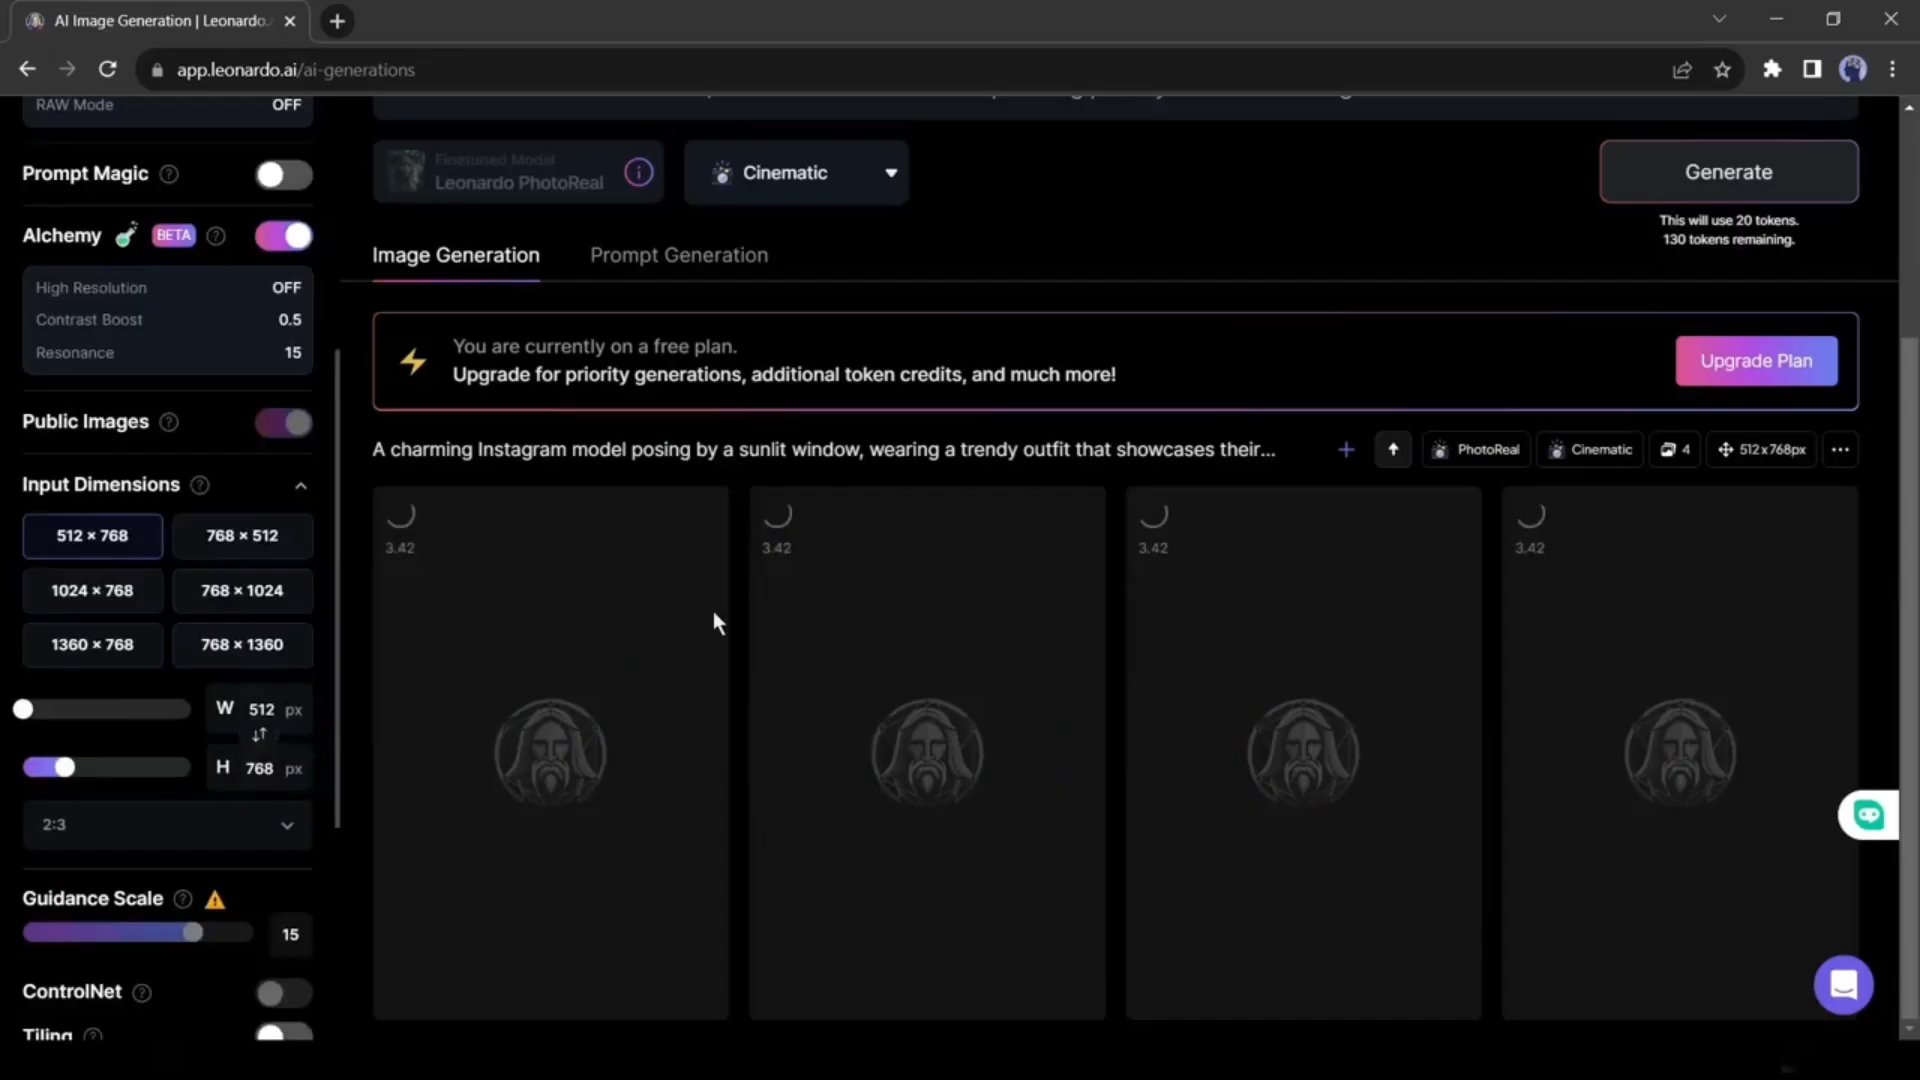 AI Image Generation | Leonardo.
app.leonardo.ai/ai-generations
RAW Mode OFF
Prompt Magic
Alchemy BETA
High Resolution OFF
Contrast Boost 0.5
Resonance 15
Public Images
Input Dimensions
512 × 768 768 × 512
1024 × 768 768 × 1024
1360 × 768 768 × 1360
W 512 px
H 768 px
2:3
Guidance Scale
15
ControlNet
Tiling
Finetuned Model
Leonardo PhotoReal
Cinematic
Generate
This will use 20 tokens.
130 tokens remaining.
Image Generation Prompt Generation
You are currently on a free plan.
Upgrade for priority generations, additional token credits, and much more!
Upgrade Plan
A charming Instagram model posing by a sunlit window, wearing a trendy outfit that showcases their...
PhotoReal Cinematic 4 512x768px
3.42 3.42 3.42 3.42